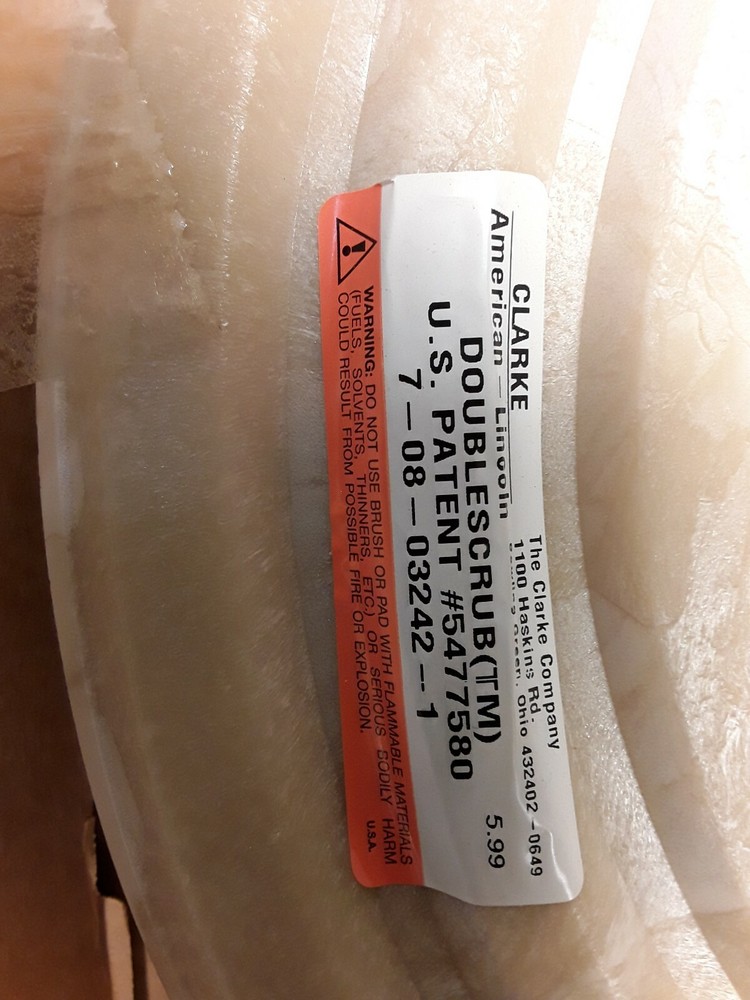 CLARKE
American - Lincoln
The Clarke Company
1100 Haskins Rd.
Bowling Green, Ohio 432402-0649
DOUBLESCRUB(TM)
U.S. PATENT #5477580
7-08-03242-1
5.99
WARNING: DO NOT USE BRUSH OR PAD WITH FLAMMABLE MATERIALS
(FUELS, SOLVENTS, THINNERS, ETC.) OR SERIOUS BODILY HARM
COULD RESULT FROM POSSIBLE FIRE OR EXPLOSION.
U.S.A.